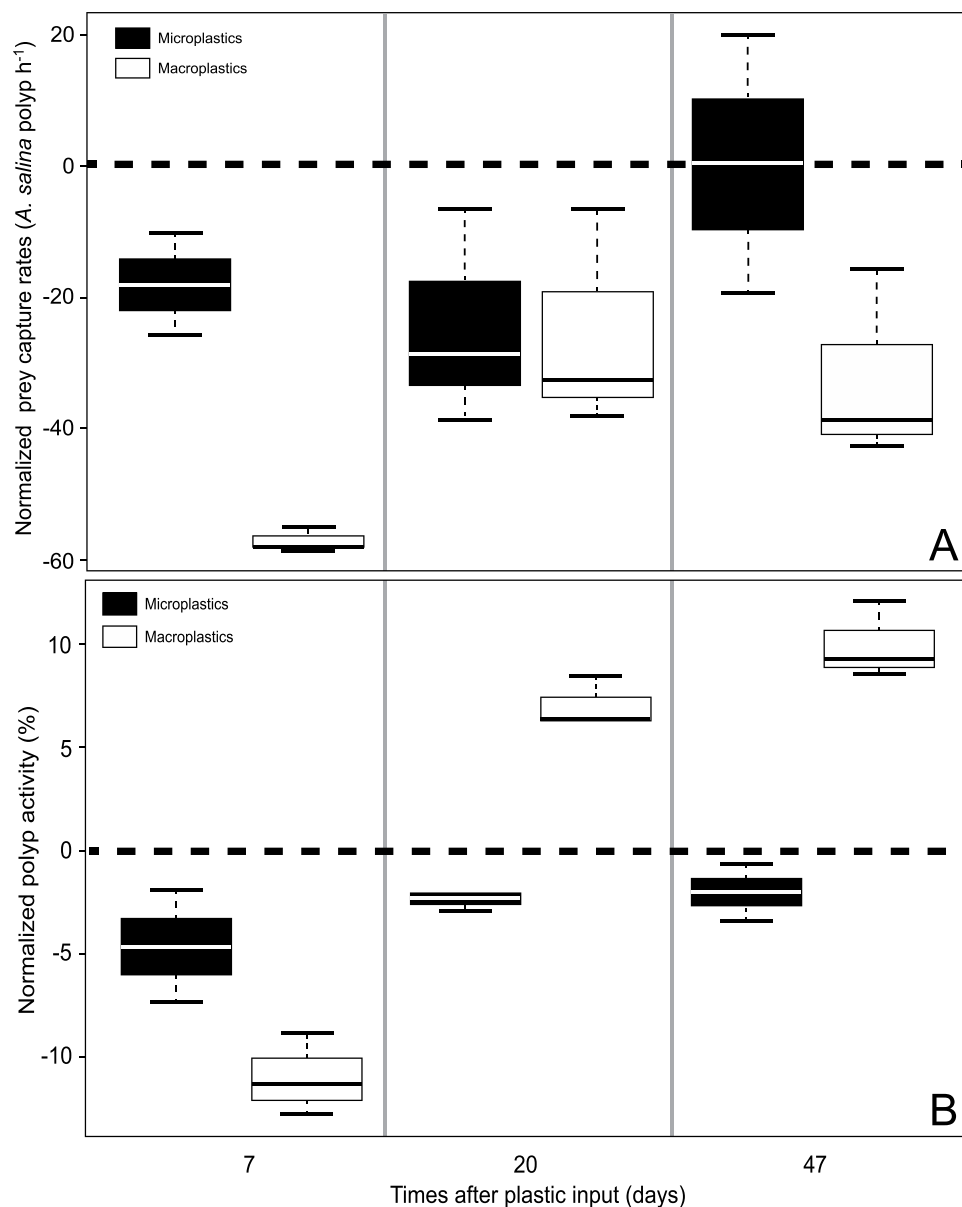 Normalized prey capture rates (A. salina polyp h⁻¹)
20
0
-20
-40
-60
Microplastics
Macroplastics
A
Normalized polyp activity (%)
10
5
0
-5
-10
Microplastics
Macroplastics
B
7 20 47
Times after plastic input (days)